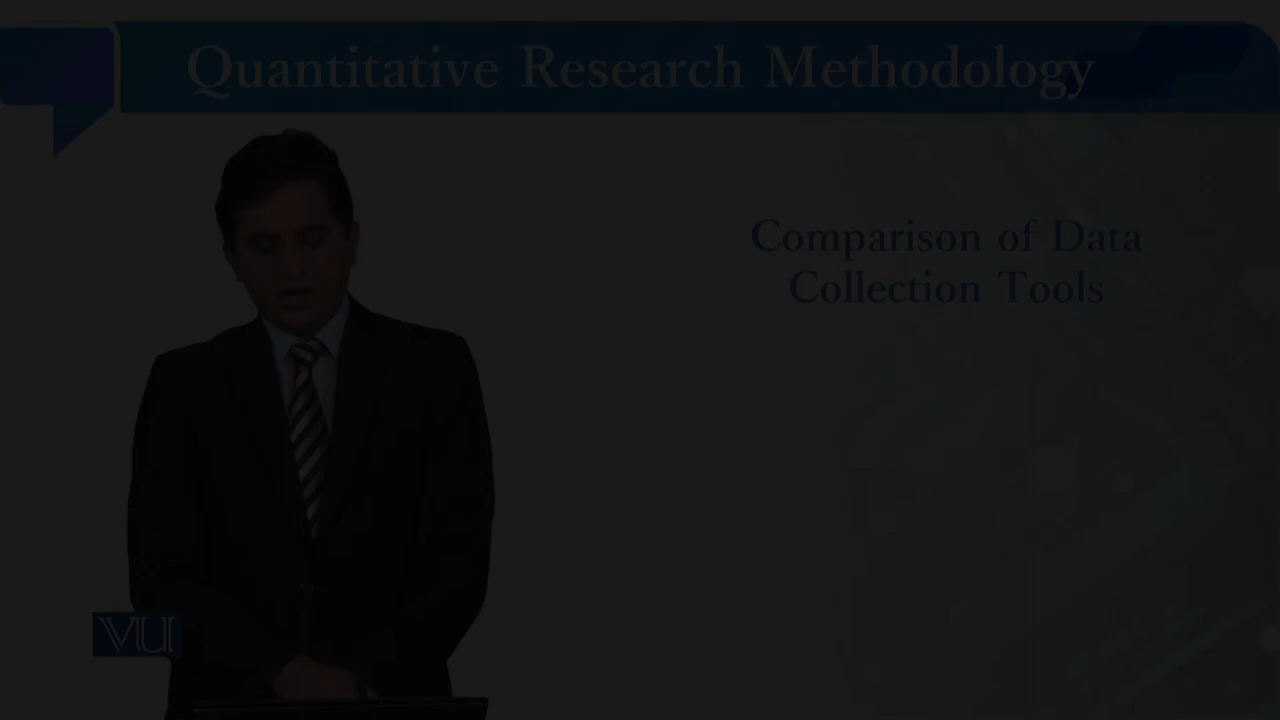 Quantitative Research Methodology
Comparison of Data
Collection Tools
VU